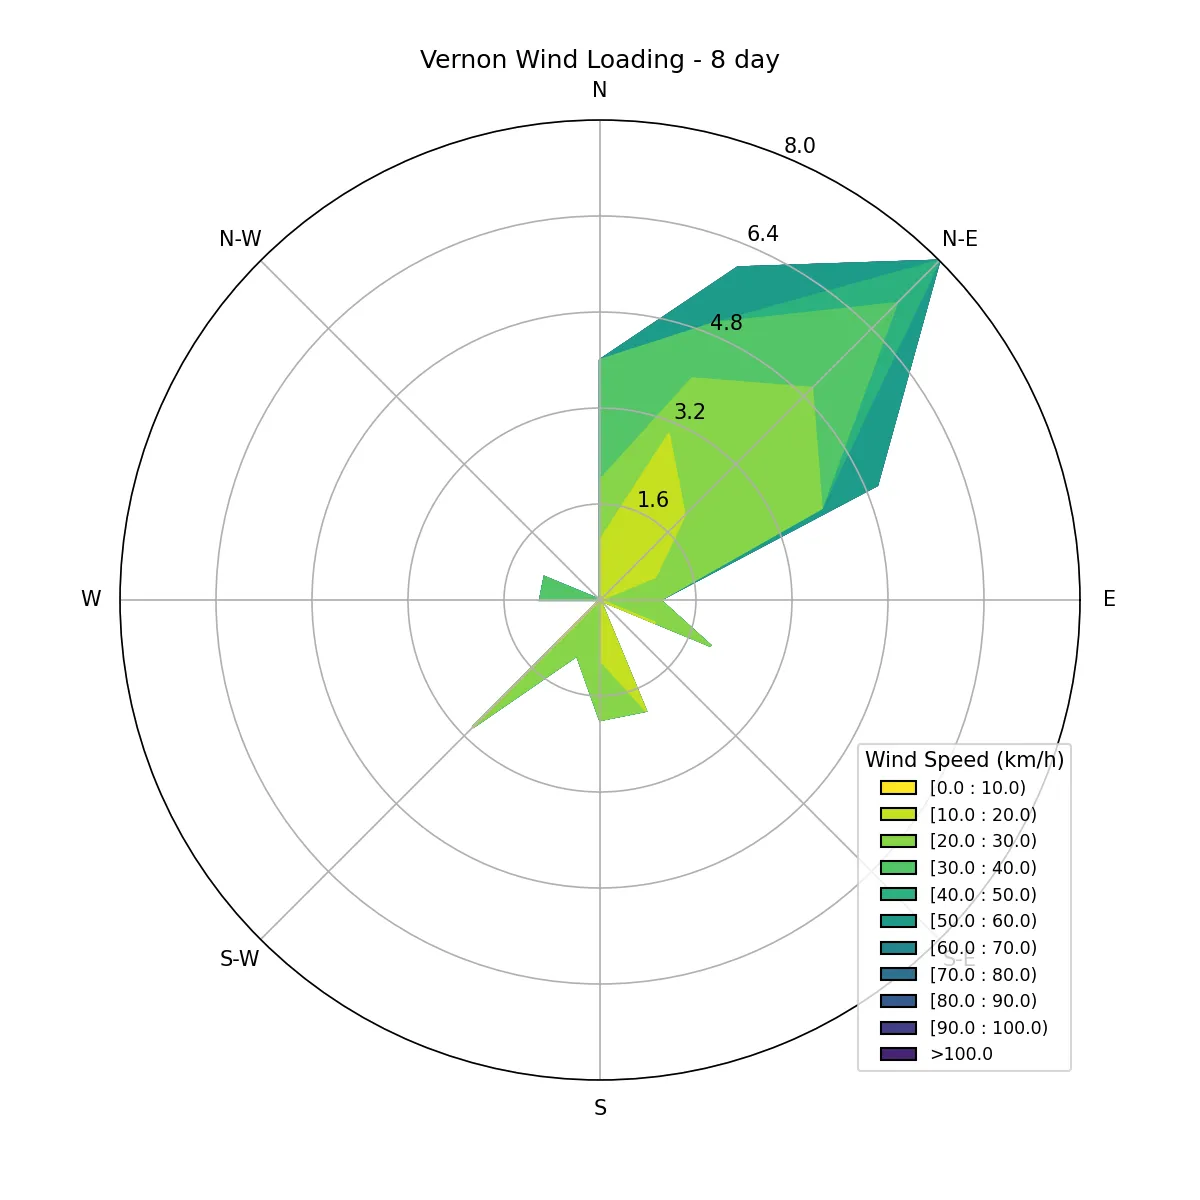 Vernon Wind Loading - 8 day
N
8.0
N-W
6.4
N-E
4.8
3.2
1.6
W
E
S-W
S-E
S
Wind Speed (km/h)
[0.0 : 10.0)
[10.0 : 20.0)
[20.0 : 30.0)
[30.0 : 40.0)
[40.0 : 50.0)
[50.0 : 60.0)
[60.0 : 70.0)
[70.0 : 80.0)
[80.0 : 90.0)
[90.0 : 100.0)
>100.0